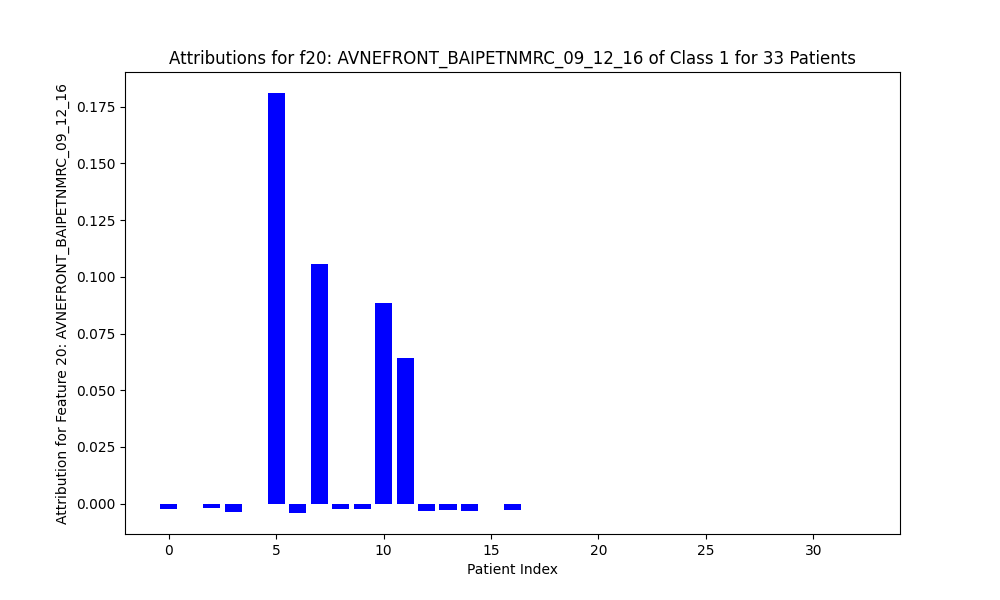 Attributions for f20: AVNEFRONT_BAIPETNMRC_09_12_16 of Class 1 for 33 Patients
Attribution for Feature 20: AVNEFRONT_BAIPETNMRC_09_12_16
0.175
0.150
0.125
0.100
0.075
0.050
0.025
0.000
0 5 10 15 20 25 30
Patient Index